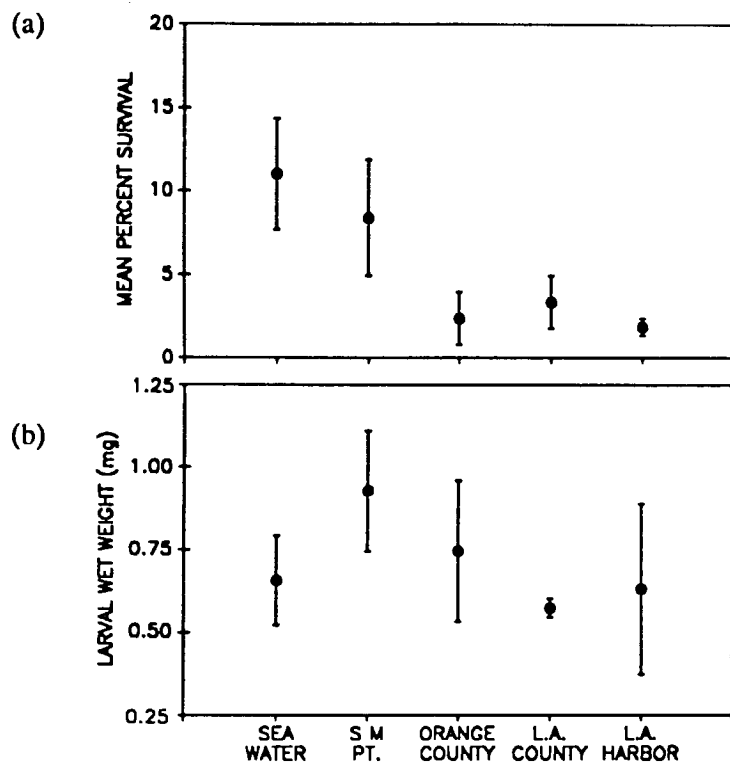 (a)
MEAN PERCENT SURVIVAL
20
15
10
5
0
(b)
LARVAL WET WEIGHT (mg)
1.25
1.00
0.75
0.50
0.25
SEA WATER
S M PT.
ORANGE COUNTY
L.A. COUNTY
L.A. HARBOR